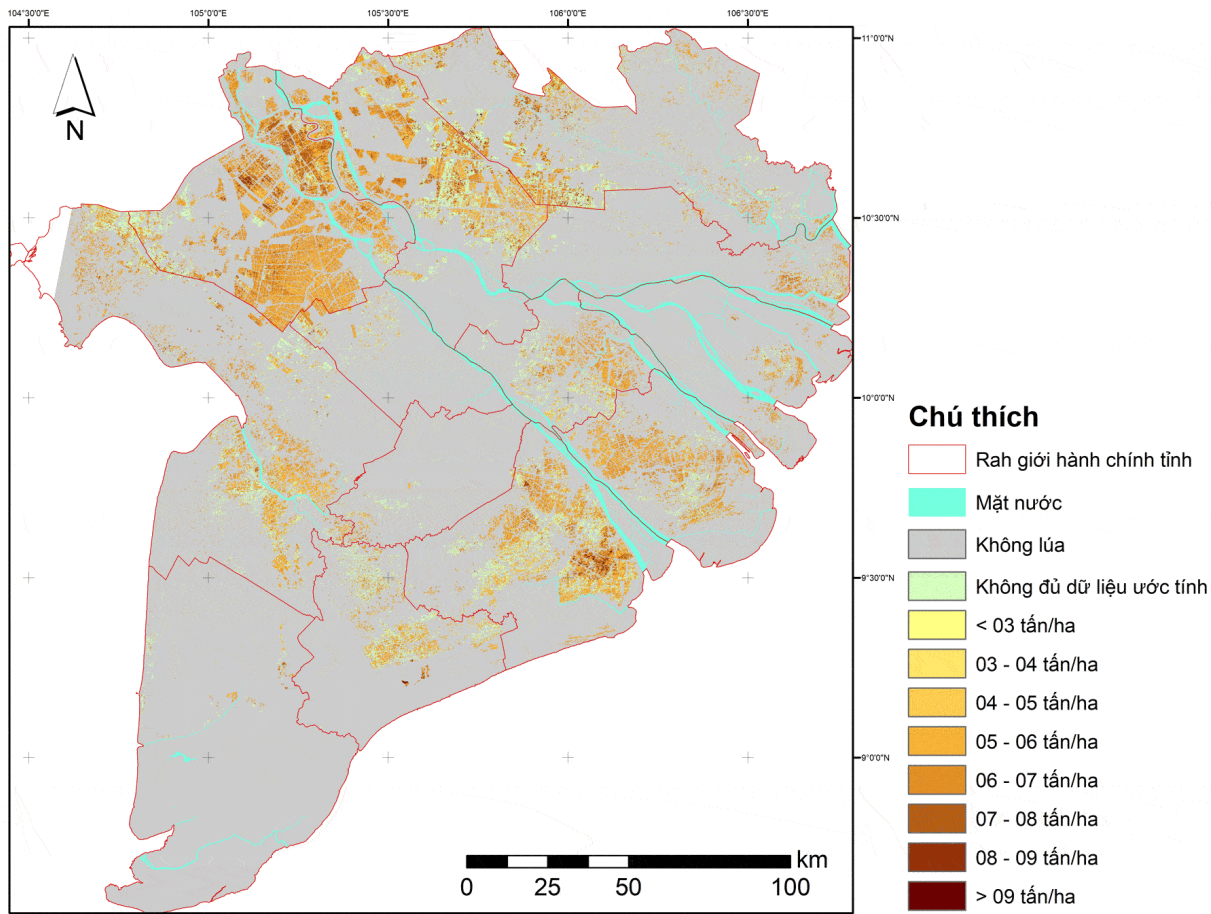 104°30'0"E 105°0'0"E 105°30'0"E 106°0'0"E 106°30'0"E
11°0'0"N
N
10°30'0"N
10°0'0"N
9°30'0"N
9°0'0"N
Chú thích
Rah giới hành chính tỉnh
Mặt nước
Không lúa
Không đủ dữ liệu ước tính
< 03 tấn/ha
03 - 04 tấn/ha
04 - 05 tấn/ha
05 - 06 tấn/ha
06 - 07 tấn/ha
07 - 08 tấn/ha
08 - 09 tấn/ha
> 09 tấn/ha
km
0 25 50 100